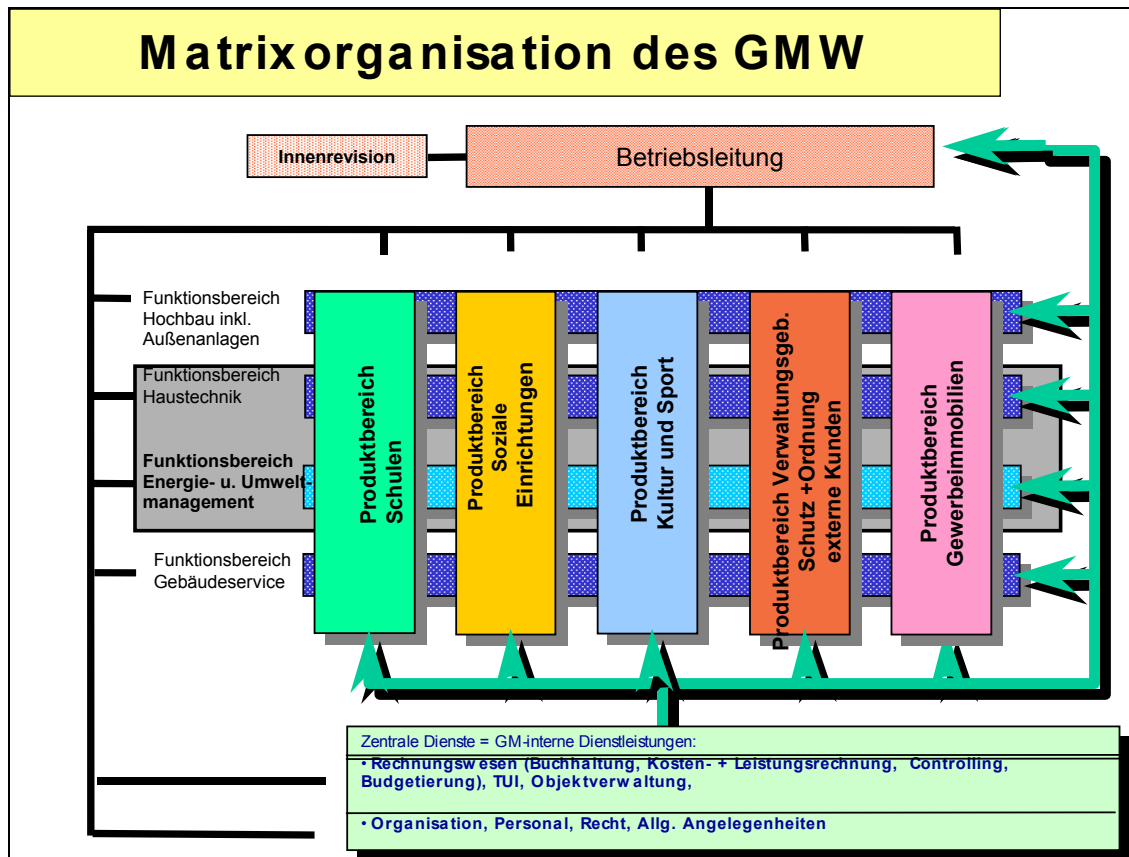 Matrixorganisation des GMW
Innenrevision
Betriebsleitung
Funktionsbereich
Hochbau inkl.
Außenanlagen
Funktionsbereich
Haustechnik
Funktionsbereich
Energie- u. Umwelt-
management
Funktionsbereich
Gebäudeservice
Produktbereich
Schulen
Produktbereich
Soziale
Einrichtungen
Produktbereich
Kultur und Sport
Produktbereich Verwaltungsgeb.
Schutz +Ordnung
externe Kunden
Produktbereich
Gewerbeimmobilien
Zentrale Dienste = GM-interne Dienstleistungen:
• Rechnungswesen (Buchhaltung, Kosten- + Leistungsrechnung, Controlling,
Budgetierung), TUI, Objektverwaltung,
• Organisation, Personal, Recht, Allg. Angelegenheiten